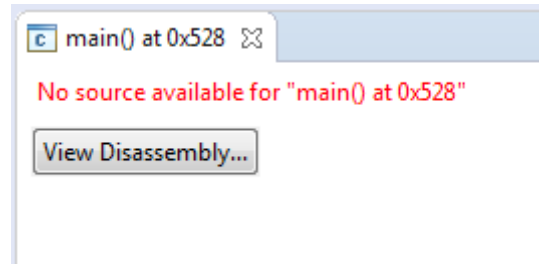 main() at 0x528
No source available for "main() at 0x528"
View Disassembly...